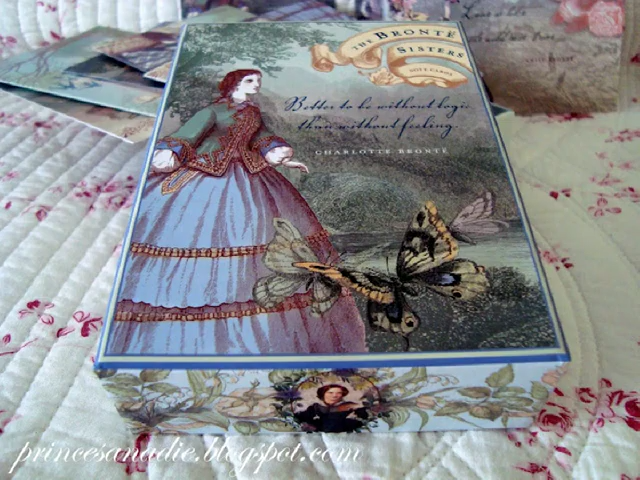 THE BRONTË
SISTERS
NOTE CARDS
Better to be without logic
than without feeling.
CHARLOTTE BRONTË
princesanadie.blogspot.com